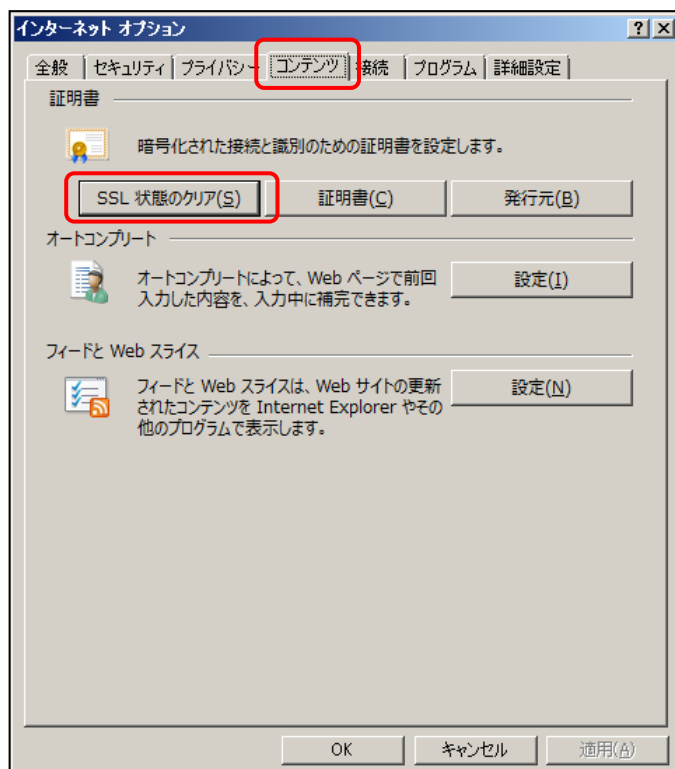 インターネット オプション
全般 セキュリティ プライバシー コンテンツ 接続 プログラム 詳細設定
証明書
暗号化された接続と識別のための証明書を設定します。
SSL 状態のクリア(S) 証明書(C) 発行元(B)
オートコンプリート
オートコンプリートによって、Web ページで前回
入力した内容を、入力中に補完できます。
設定(I)
フィードと Web スライス
フィードと Web スライスは、Web サイトの更新
されたコンテンツを Internet Explorer やその
他のプログラムで表示します。
設定(N)
OK キャンセル 適用(A)